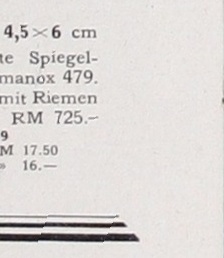 4,5×6 cm
te Spiegel-
manox 479.
mit Riemen
RM 725.–
9
M 17.50
» 16.—